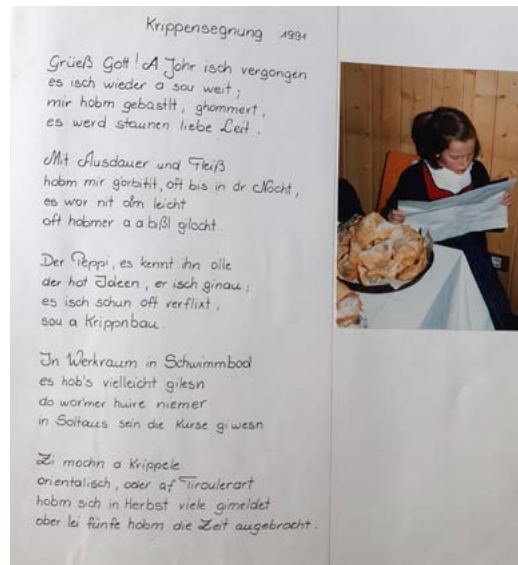 Krippensegnung 1991
Grüeß Gott! A Johr isch vergongen
es isch wieder a sou weit;
mir hobm gebastlt, ghommert,
es werd staunen liebe Leit.
Mit Ausdauer und Fleiß
hobm mir gorbitit, oft bis in dr Nocht,
es wor nit olm leicht
oft hobmer a a bißl gilocht.
Der Peppi, es kennt ihn olle
der hot Ideen, er isch ginau;
es isch schun oft verflixt,
sou a Krippnbau.
In Werkraum in Schwimmbod
es hob's vielleicht gilesn
do wormer huire niemer
in Soltaus sein die Kurse giwesn
Zi mochn a Krippele
orientalisch, oder af Tiroulerart
hobm sich in Herbst viele gimeldet
ober lei fünfe hobm die Zeit augebrocht.